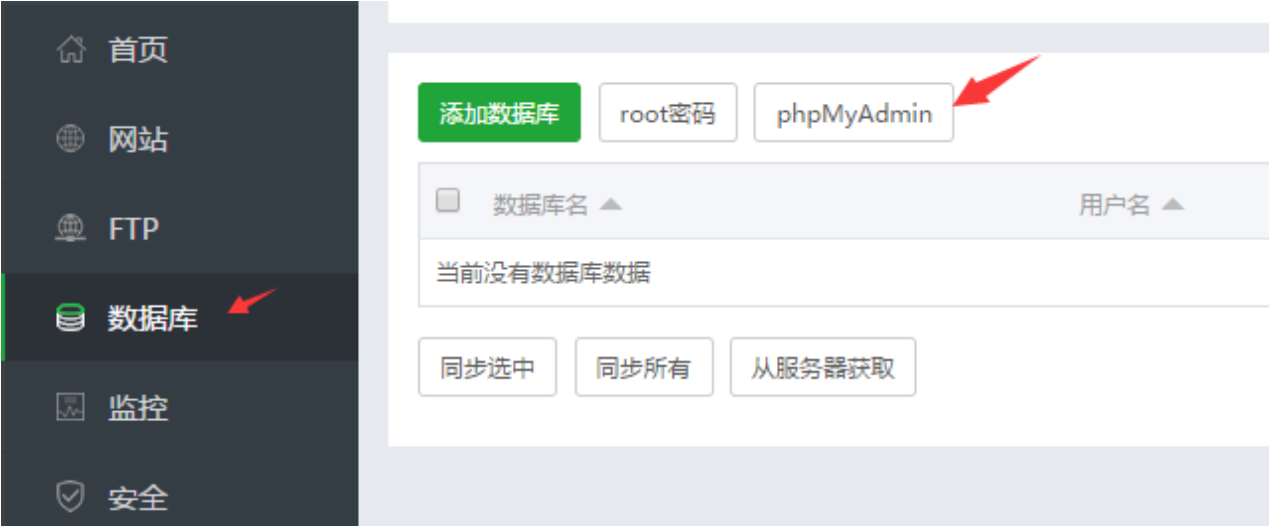 首页
网站
FTP
数据库
监控
安全
添加数据库 root密码 phpMyAdmin
数据库名 用户名
当前没有数据库数据
同步选中 同步所有 从服务器获取